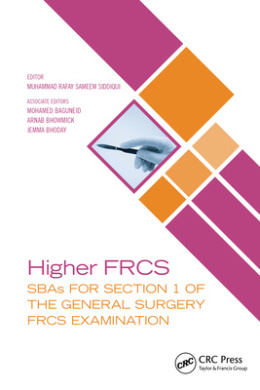 EDITOR
MUHAMMAD RAFAY SAMEEM SIDDIQUI
ASSOCIATE EDITORS
MOHAMED BAGUNEID
ARNAB BHOWMICK
JEMMA BHODAY
Higher FRCS
SBAs FOR SECTION 1 OF
THE GENERAL SURGERY
FRCS EXAMINATION
CRC Press
Taylor & Francis Group